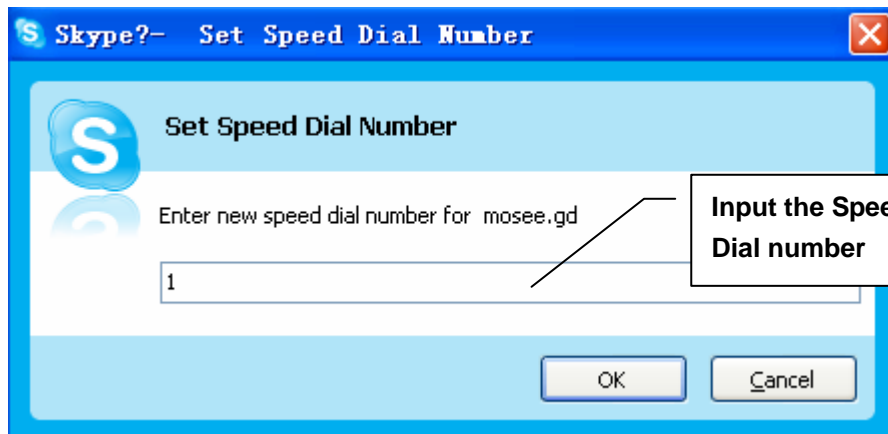 Skype?- Set Speed Dial Number
Set Speed Dial Number
Enter new speed dial number for mosee.gd
Input the Spee
Dial number
1
OK
Cancel